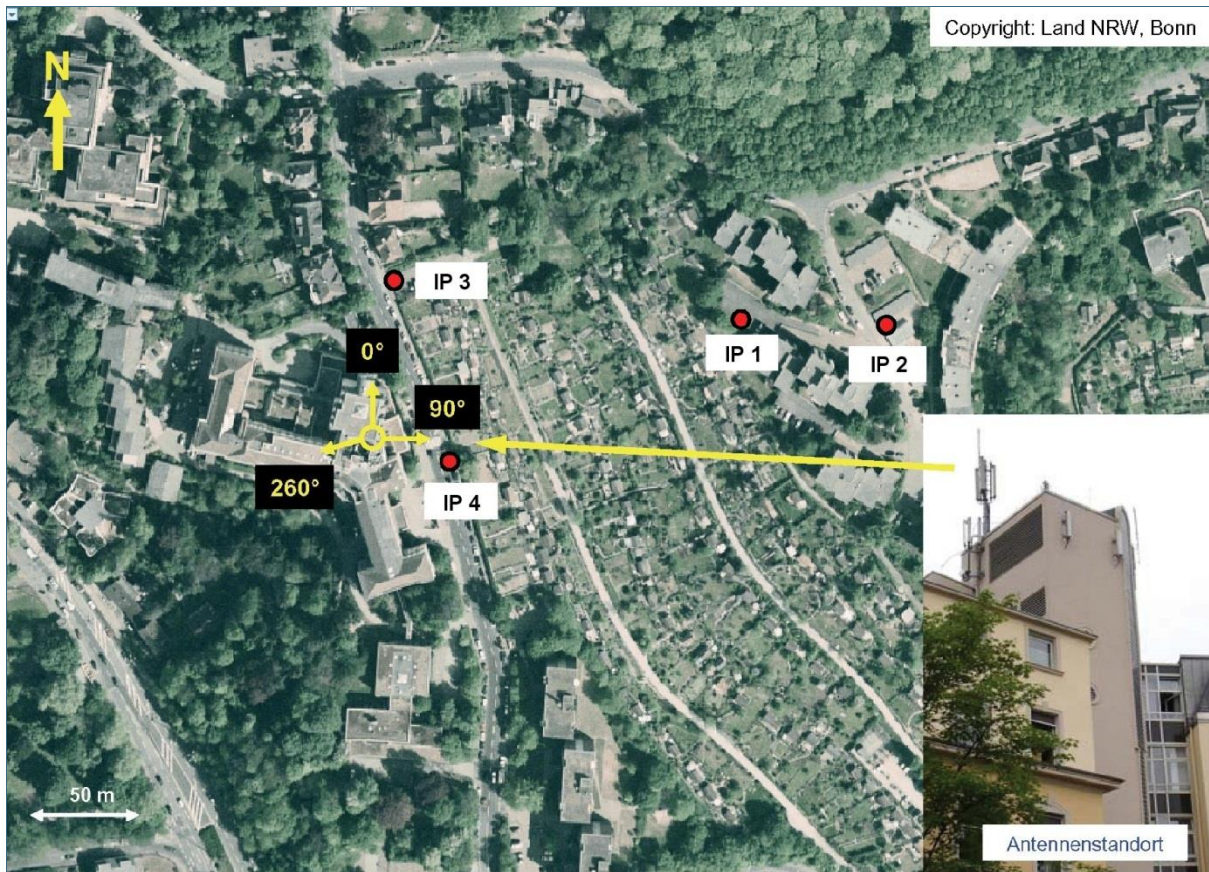 Copyright: Land NRW, Bonn
N
IP 3
IP 1
IP 2
0°
90°
260°
IP 4
50 m
Antennenstandort